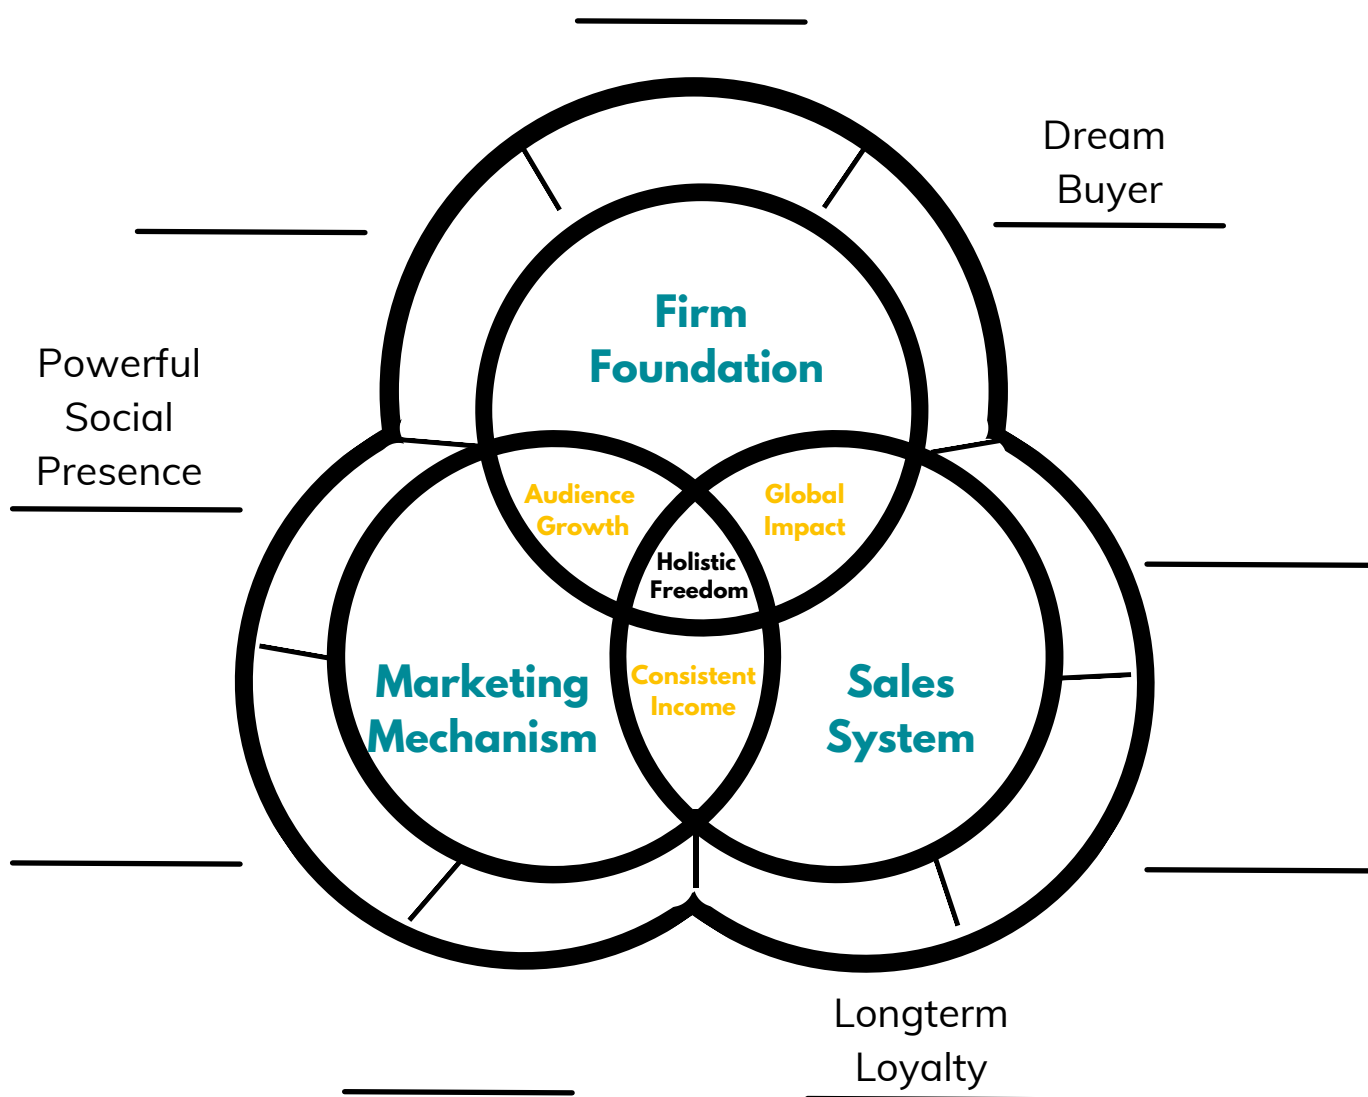 Dream
Buyer
Firm
Foundation
Powerful
Social
Presence
Audience
Growth
Global
Impact
Holistic
Freedom
Marketing
Mechanism
Consistent
Income
Sales
System
Longterm
Loyalty